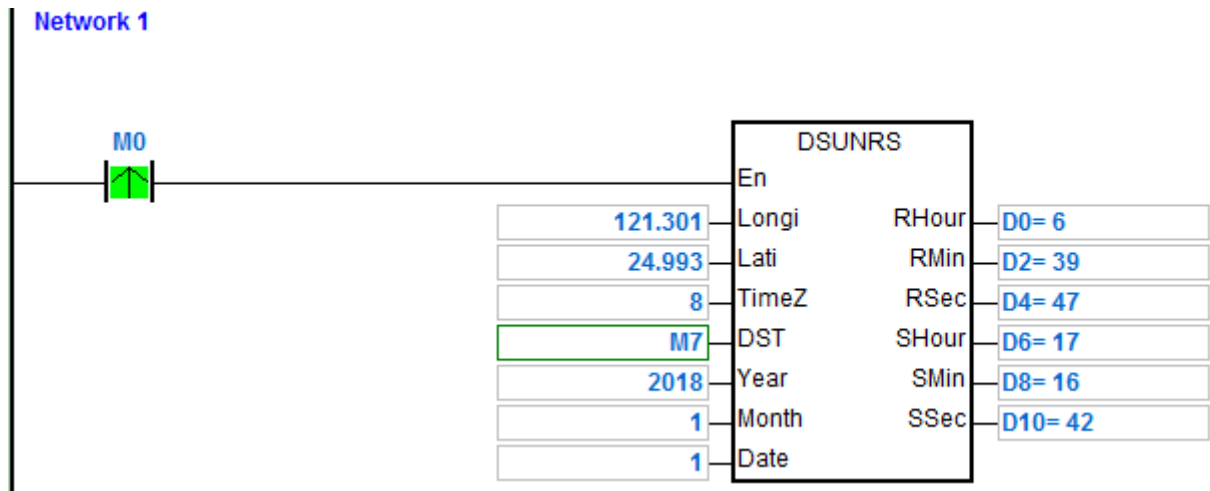 Network 1
M0
DSUNRS
En
121.301 Longi RHour D0= 6
24.993 Lati RMin D2= 39
8 TimeZ RSec D4= 47
M7 DST SHour D6= 17
2018 Year SMin D8= 16
1 Month SSec D10= 42
1 Date